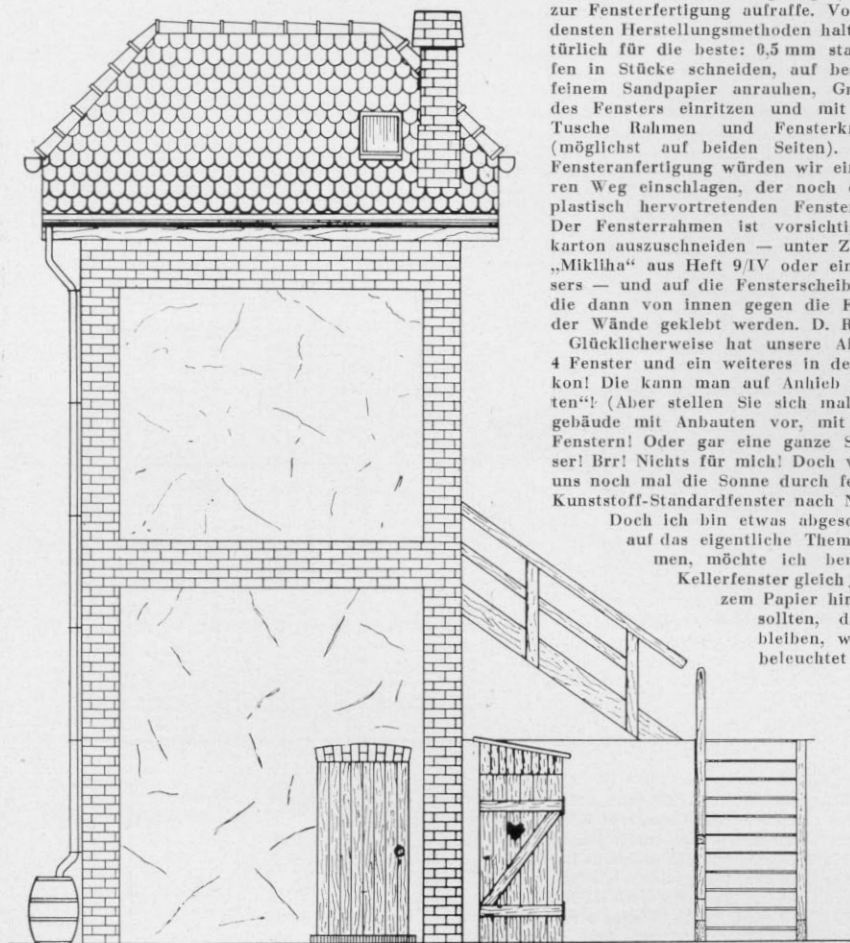 zur Fensterfertigung aufraffe. Vo
densten Herstellungsmethoden halt
türlich für die beste: 0,5 mm sta
fen in Stücke schneiden, auf be
feinem Sandpapier anrauhen, Gr
des Fensters einritzen und mit
Tusche Rahmen und Fensterk
(möglichst auf beiden Seiten).
Fensteranfertigung würden wir ein
ren Weg einschlagen, der noch
plastisch hervortretenden Fenster
Der Fensterrahmen ist vorsichti
karton auszuschneiden — unter Z
„Mikliha“ aus Heft 9/IV oder ein
sers — und auf die Fensterscheib
die dann von innen gegen die
der Wände geklebt werden. D.
Glücklicherweise hat unsere Al
4 Fenster und ein weiteres in de
kon! Die kann man auf Anhieb
ten“! (Aber stellen Sie sich mal
gebäude mit Anbauten vor, mit
Fenstern! Oder gar eine ganze S
ser! Brr! Nichts für mich! Doch v
uns noch mal die Sonne durch fe
Kunststoff-Standardfenster nach N
Doch ich bin etwas abgesc
auf das eigentliche Them
men, möchte ich be
Kellerfenster gleich
zem Papier hin
sollten, d
bleiben, w
beleuchtet